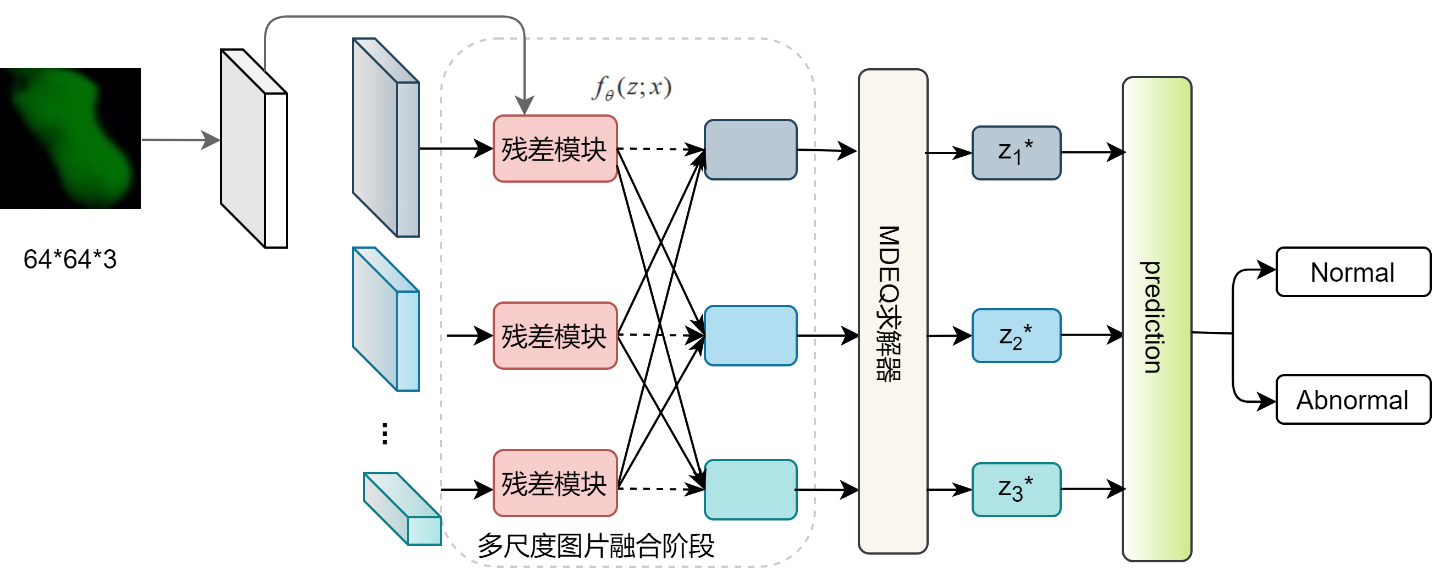 64*64*3
fθ(z;x)
残差模块
残差模块
残差模块
多尺度图片融合阶段
MDEQ求解器
z1*
z2*
z3*
prediction
Normal
Abnormal